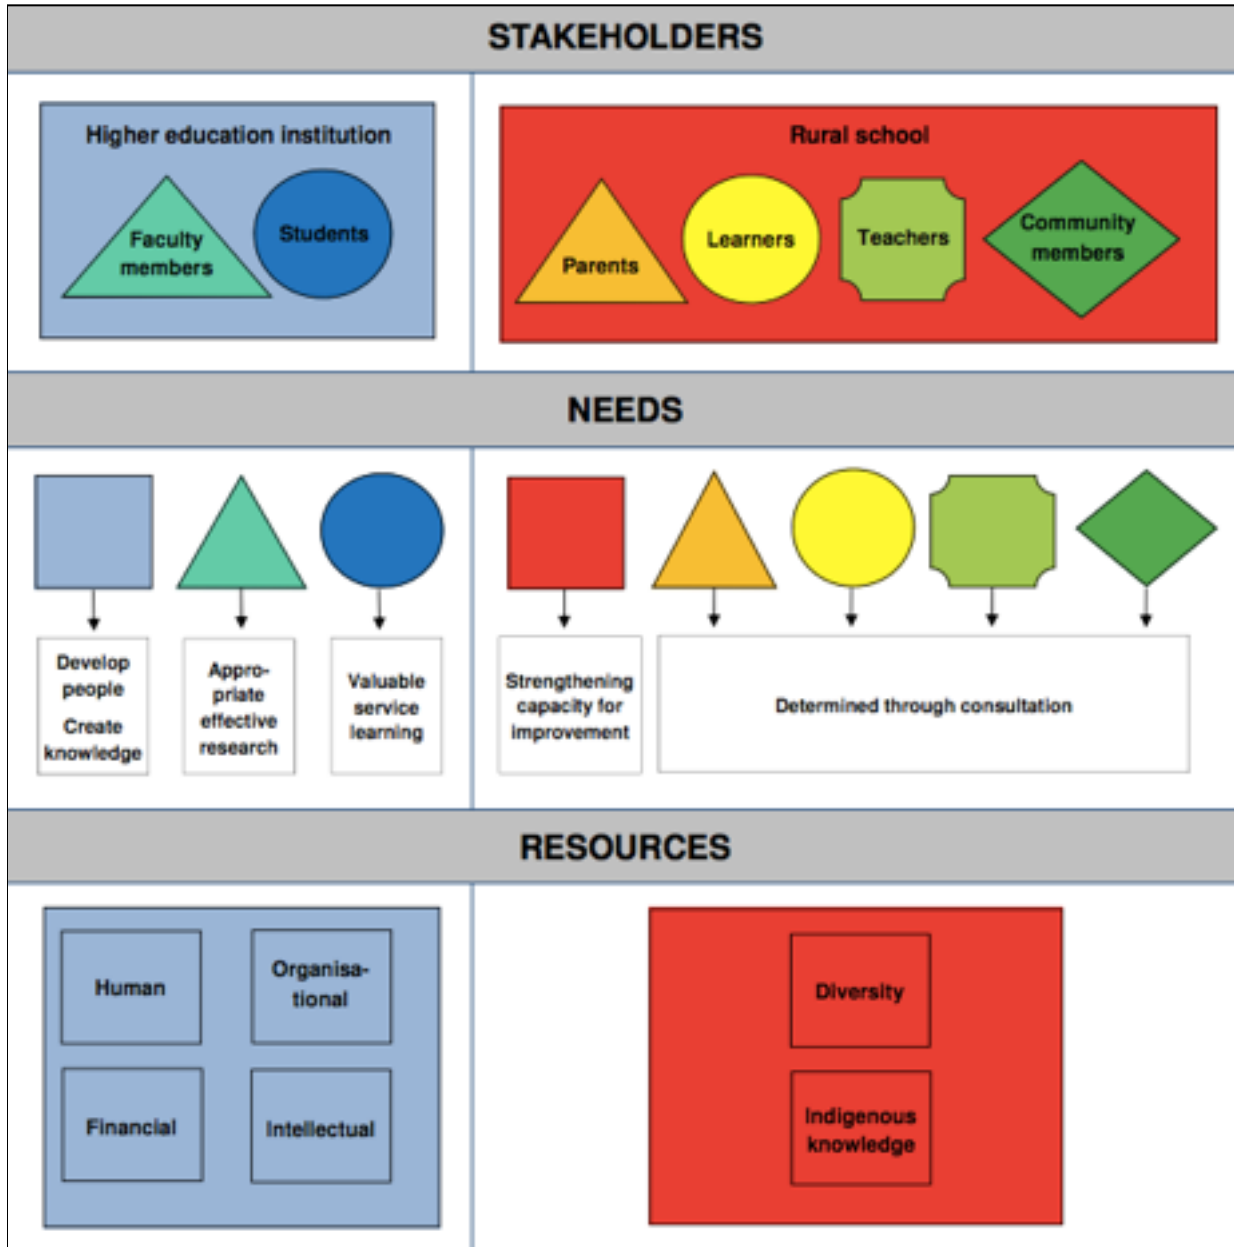 STAKEHOLDERS
Higher education institution
Faculty
members
Students
Rural school
Parents
Learners
Teachers
Community
members
NEEDS
Develop
people
Create
knowledge
Appro-
priate
effective
research
Valuable
service
learning
Strengthening
capacity for
improvement
Determined through consultation
RESOURCES
Human
Organisa-
tional
Financial
Intellectual
Diversity
Indigenous
knowledge